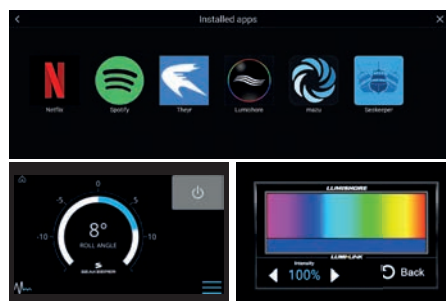 Installed apps
Netflix Spotify Theyr Lumishore mazu Seakeeper
0
-5 5
-10 10
8°
ROLL ANGLE
SEAKEEPER
LUMISHORE
LUMI-LINK
Intensity
100%
Back